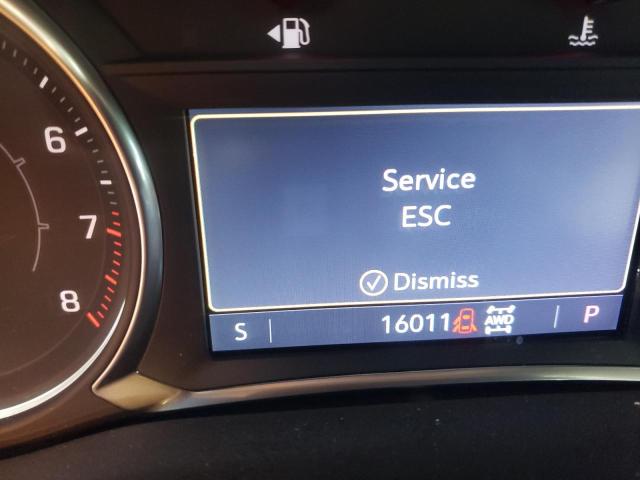 6
7
8
Service
ESC
Dismiss
S 16011 AWD P